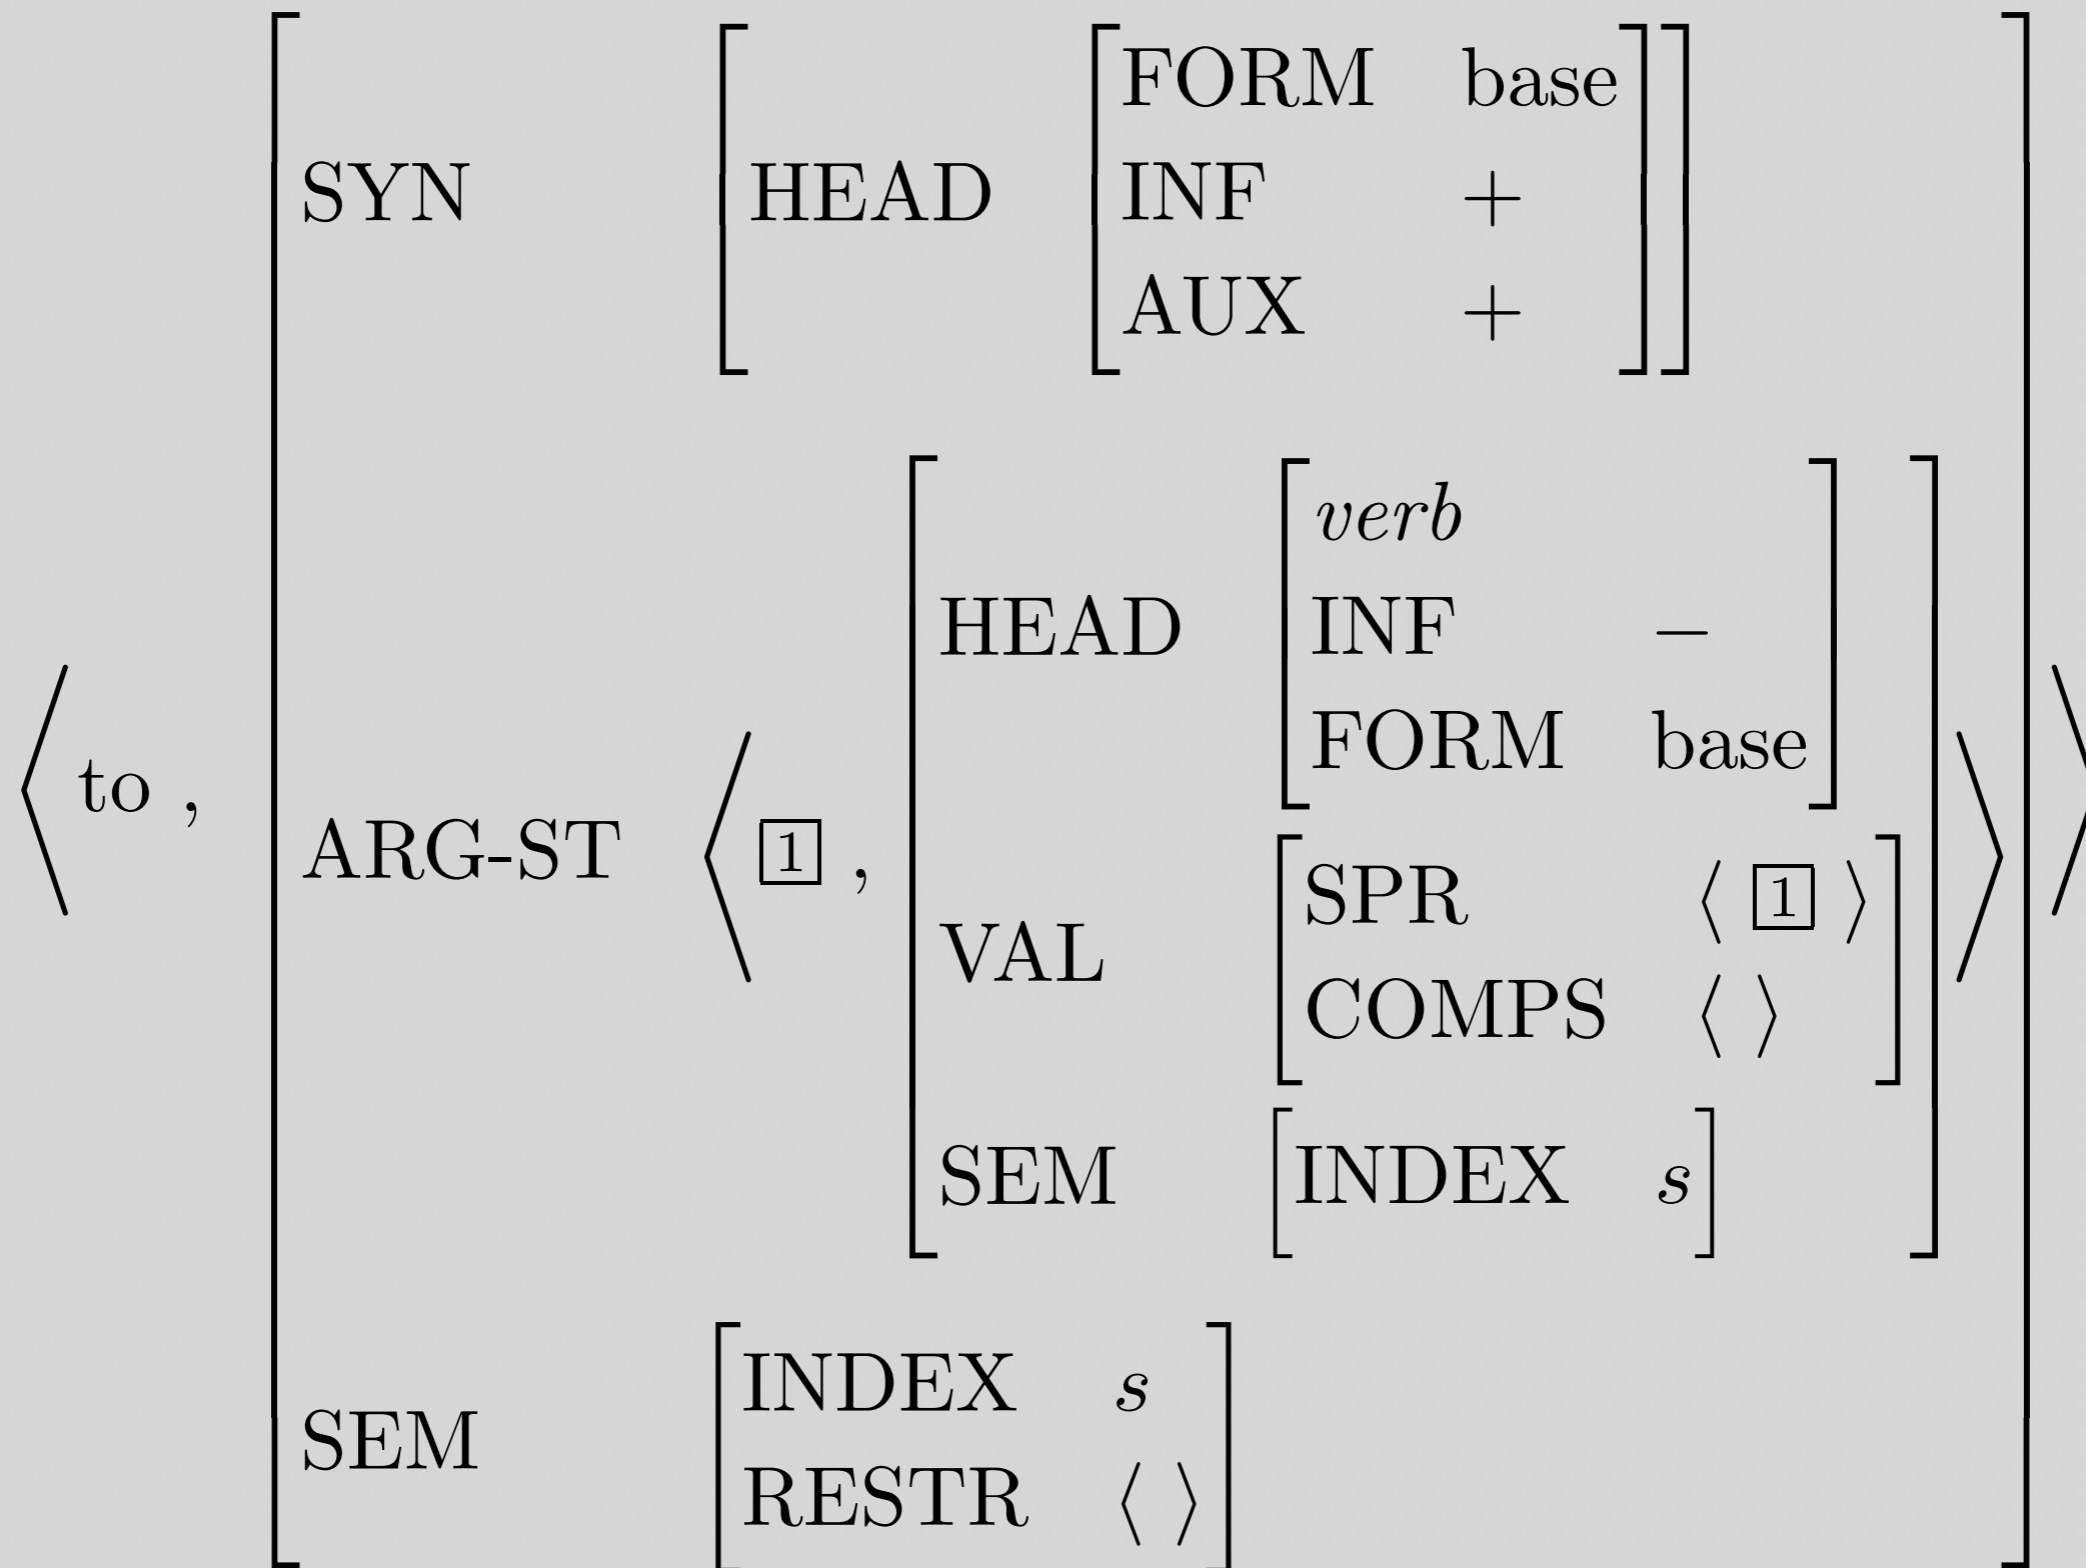 FORM base
SYN HEAD INF +
AUX +
verb
HEAD INF −
FORM base
⟨ to , ARG-ST ⟨ 1 , SPR ⟨ 1 ⟩ ⟩ ⟩
VAL
COMPS ⟨ ⟩
SEM INDEX s
INDEX s
SEM
RESTR ⟨ ⟩